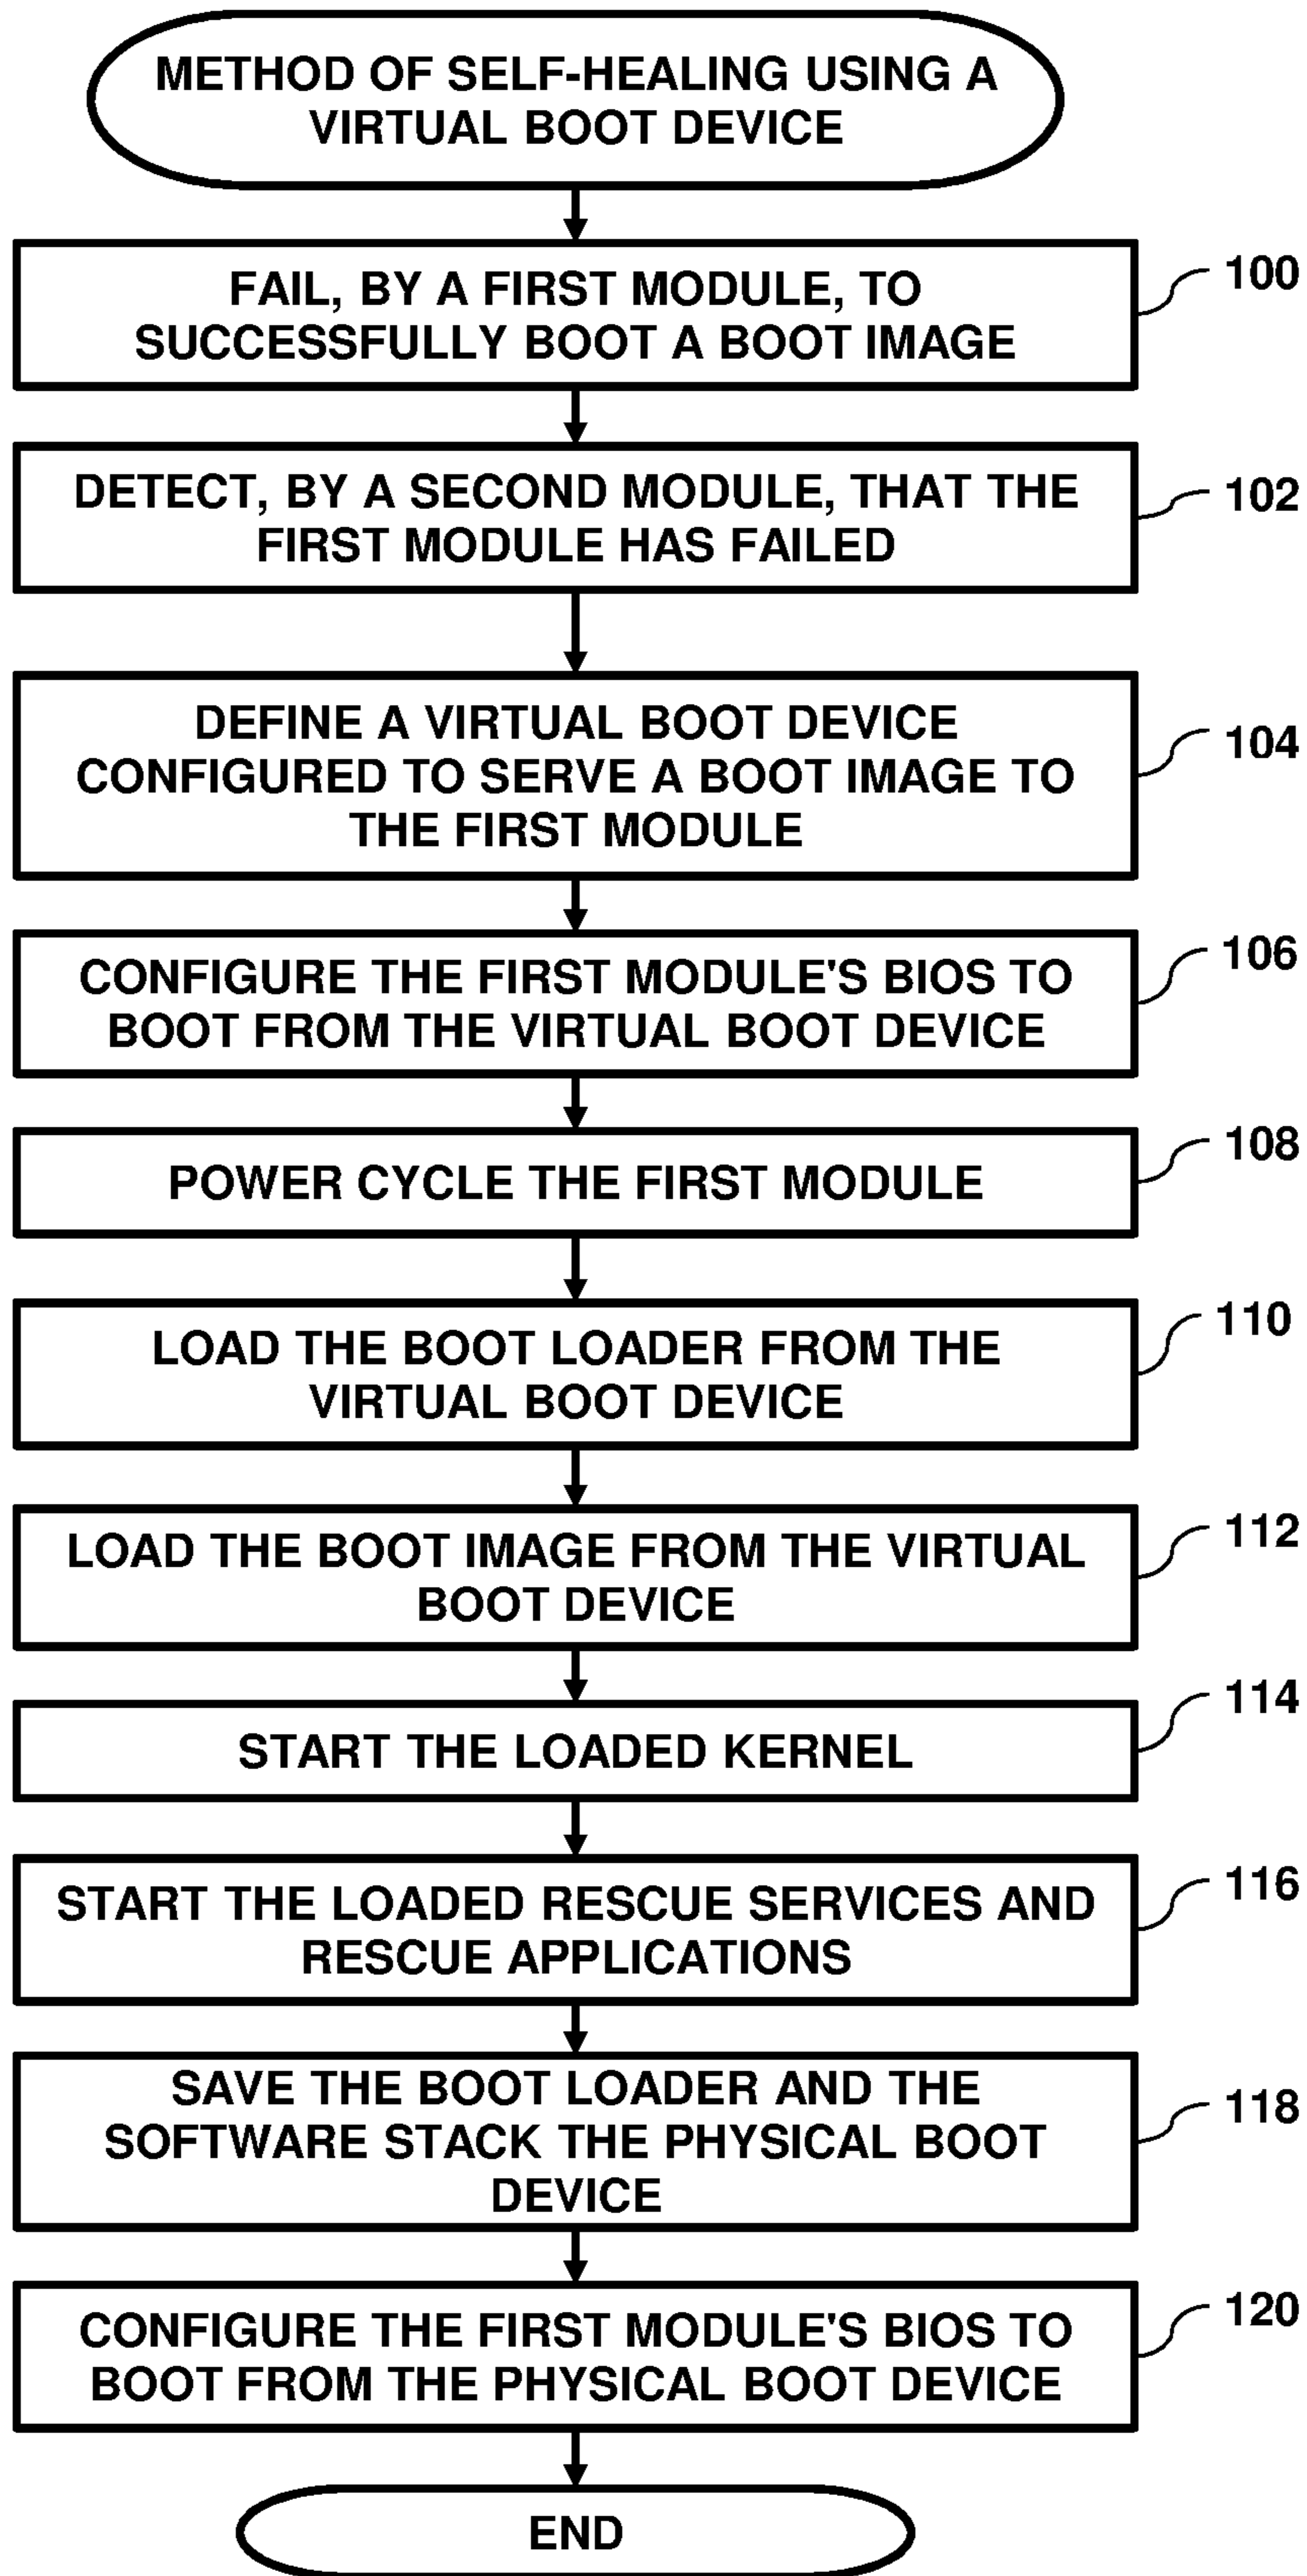 METHOD OF SELF-HEALING USING A
VIRTUAL BOOT DEVICE
FAIL, BY A FIRST MODULE, TO
SUCCESSFULLY BOOT A BOOT IMAGE
100
DETECT, BY A SECOND MODULE, THAT THE
FIRST MODULE HAS FAILED
102
DEFINE A VIRTUAL BOOT DEVICE
CONFIGURED TO SERVE A BOOT IMAGE TO
THE FIRST MODULE
104
CONFIGURE THE FIRST MODULE'S BIOS TO
BOOT FROM THE VIRTUAL BOOT DEVICE
106
POWER CYCLE THE FIRST MODULE
108
LOAD THE BOOT LOADER FROM THE
VIRTUAL BOOT DEVICE
110
LOAD THE BOOT IMAGE FROM THE VIRTUAL
BOOT DEVICE
112
START THE LOADED KERNEL
114
START THE LOADED RESCUE SERVICES AND
RESCUE APPLICATIONS
116
SAVE THE BOOT LOADER AND THE
SOFTWARE STACK THE PHYSICAL BOOT
DEVICE
118
CONFIGURE THE FIRST MODULE'S BIOS TO
BOOT FROM THE PHYSICAL BOOT DEVICE
120
END